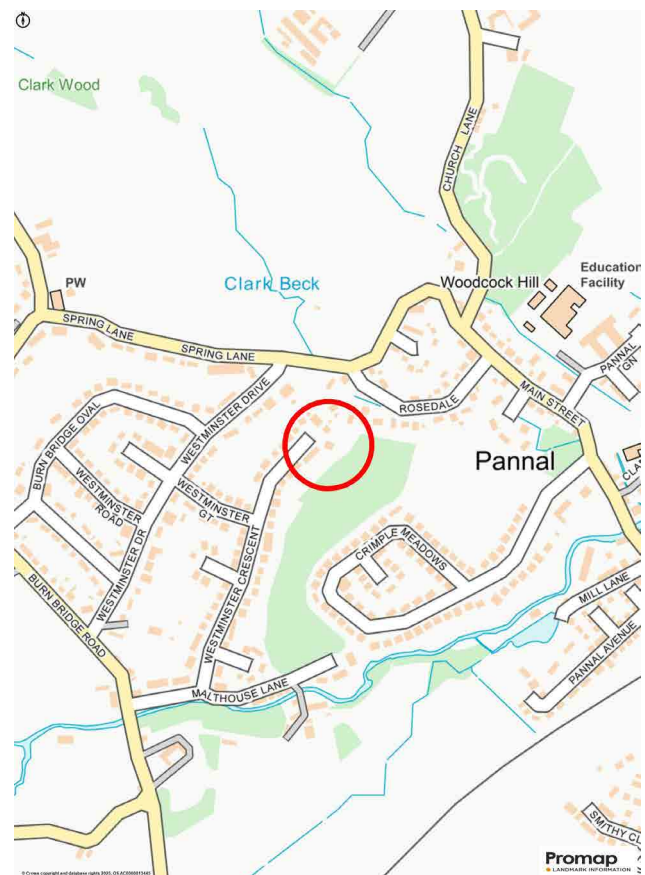 Clark Wood
CHURCH LANE
PW
Clark Beck
Woodcock Hill
Education
Facility
SPRING LANE
SPRING LANE
PANNAL
GN
MAIN STREET
ROSEDALE
WESTMINSTER DRIVE
BURN BRIDGE OVAL
Pannal
CLA
WESTMINSTER
ROAD
WESTMINSTER
GT
CRIMPLE
MEADOWS
WESTMINSTER DR
WESTMINSTER CRESCENT
BURN BRIDGE ROAD
MILL LANE
PANNAL AVENUE
MALTHOUSE LANE
SMITHY CL
Promap
LANDMARK INFORMATION